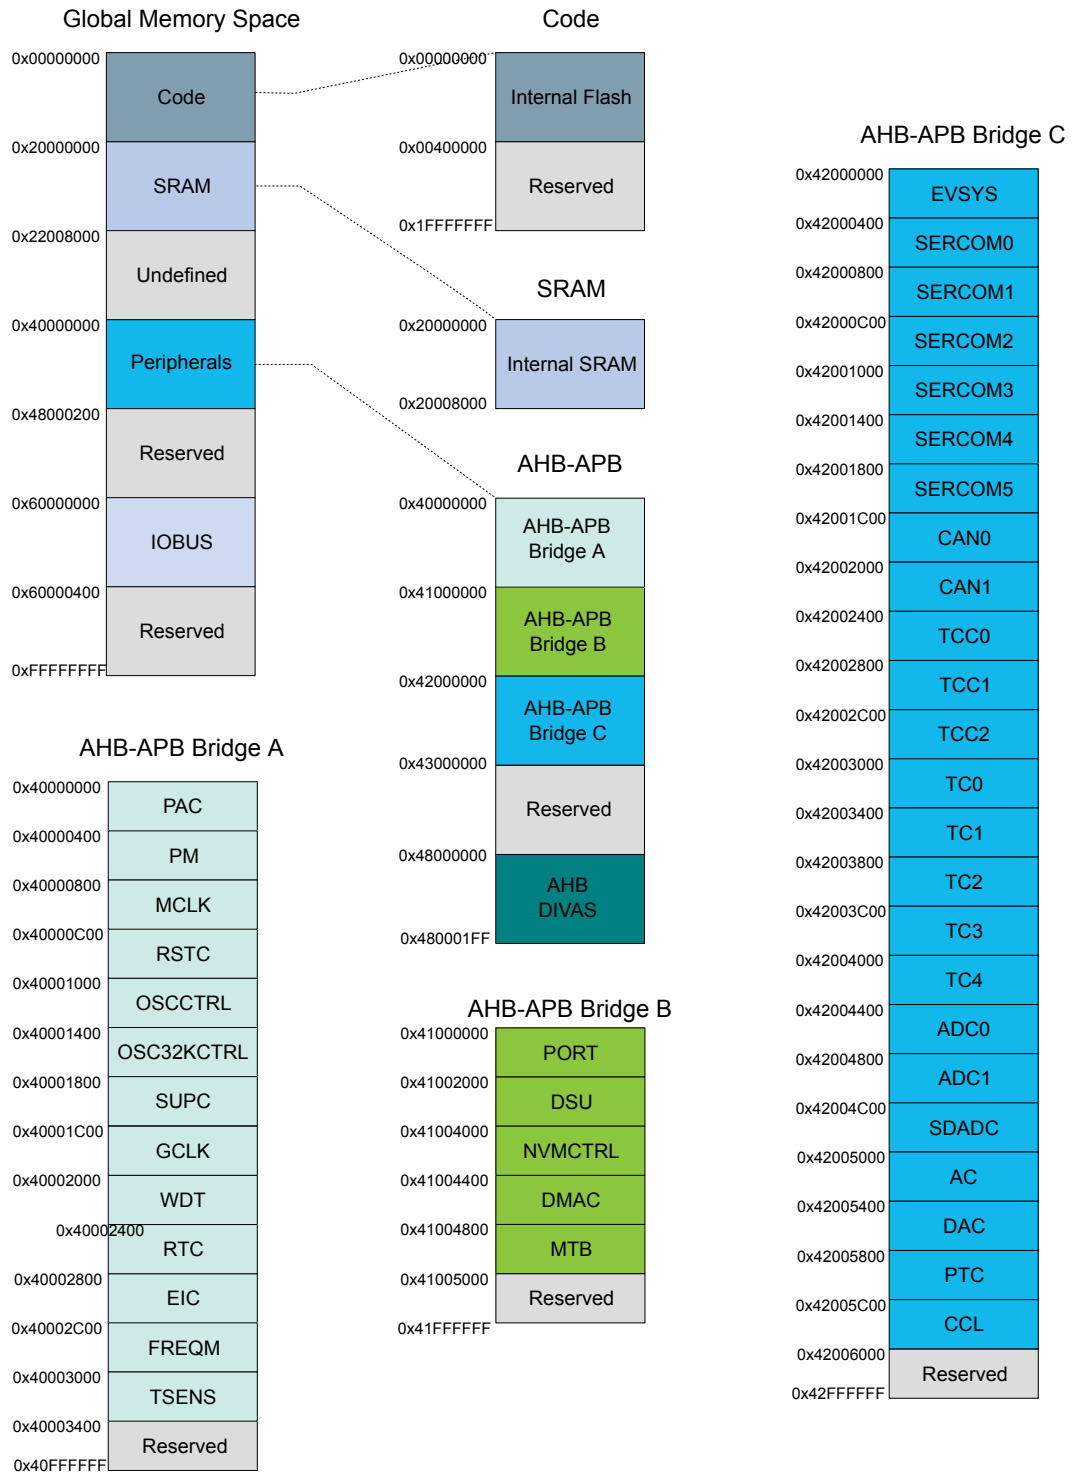 Global Memory Space
0x00000000
Code
0x20000000
SRAM
0x22008000
Undefined
0x40000000
Peripherals
0x48000200
Reserved
0x60000000
IOBUS
0x60000400
Reserved
0xFFFFFFFF
Code
0x00000000
Internal Flash
0x00400000
Reserved
0x1FFFFFFF
SRAM
0x20000000
Internal SRAM
0x20008000
AHB-APB
0x40000000
AHB-APB
Bridge A
0x41000000
AHB-APB
Bridge B
0x42000000
AHB-APB
Bridge C
0x43000000
Reserved
0x48000000
AHB
DIVAS
0x480001FF
AHB-APB Bridge A
0x40000000
PAC
0x40000400
PM
0x40000800
MCLK
0x40000C00
RSTC
0x40001000
OSCCTRL
0x40001400
OSC32KCTRL
0x40001800
SUPC
0x40001C00
GCLK
0x40002000
WDT
0x40002400
RTC
0x40002800
EIC
0x40002C00
FREQM
0x40003000
TSENS
0x40003400
Reserved
0x40FFFFFF
AHB-APB Bridge B
0x41000000
PORT
0x41002000
DSU
0x41004000
NVMCTRL
0x41004400
DMAC
0x41004800
MTB
0x41005000
Reserved
0x41FFFFFF
AHB-APB Bridge C
0x42000000
EVSYS
0x42000400
SERCOM0
0x42000800
SERCOM1
0x42000C00
SERCOM2
0x42001000
SERCOM3
0x42001400
SERCOM4
0x42001800
SERCOM5
0x42001C00
CAN0
0x42002000
CAN1
0x42002400
TCC0
0x42002800
TCC1
0x42002C00
TCC2
0x42003000
TC0
0x42003400
TC1
0x42003800
TC2
0x42003C00
TC3
0x42004000
TC4
0x42004400
ADC0
0x42004800
ADC1
0x42004C00
SDADC
0x42005000
AC
0x42005400
DAC
0x42005800
PTC
0x42005C00
CCL
0x42006000
Reserved
0x42FFFFFF